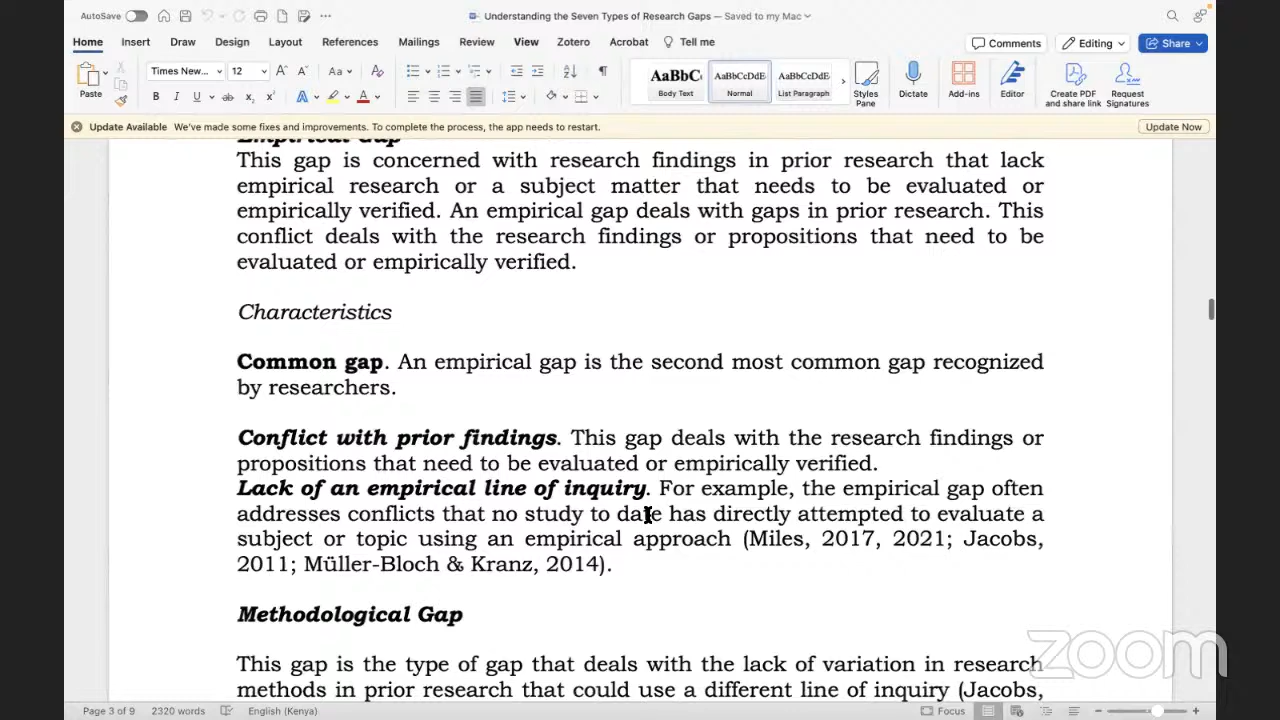 AutoSave
Understanding the Seven Types of Research Gaps — Saved to my Mac
Home Insert Draw Design Layout References Mailings Review View Zotero Acrobat Tell me
Comments Editing Share
Paste
Times New... 12
Aa
B I U ab x₂ x²
A A
AaBbC AaBbCcDdE AaBbCcDdE
Body Text Normal List Paragraph
Styles Pane
Dictate
Add-ins
Editor
Create PDF and share link
Request Signatures
Update Available We've made some fixes and improvements. To complete the process, the app needs to restart. Update Now
Empirical Gap
This gap is concerned with research findings in prior research that lack
empirical research or a subject matter that needs to be evaluated or
empirically verified. An empirical gap deals with gaps in prior research. This
conflict deals with the research findings or propositions that need to be
evaluated or empirically verified.
Characteristics
Common gap. An empirical gap is the second most common gap recognized
by researchers.
Conflict with prior findings. This gap deals with the research findings or
propositions that need to be evaluated or empirically verified.
Lack of an empirical line of inquiry. For example, the empirical gap often
addresses conflicts that no study to date has directly attempted to evaluate a
subject or topic using an empirical approach (Miles, 2017, 2021; Jacobs,
2011; Müller-Bloch & Kranz, 2014).
Methodological Gap
This gap is the type of gap that deals with the lack of variation in research
methods in prior research that could use a different line of inquiry (Jacobs,
zoom
Page 3 of 9 2320 words English (Kenya) Focus